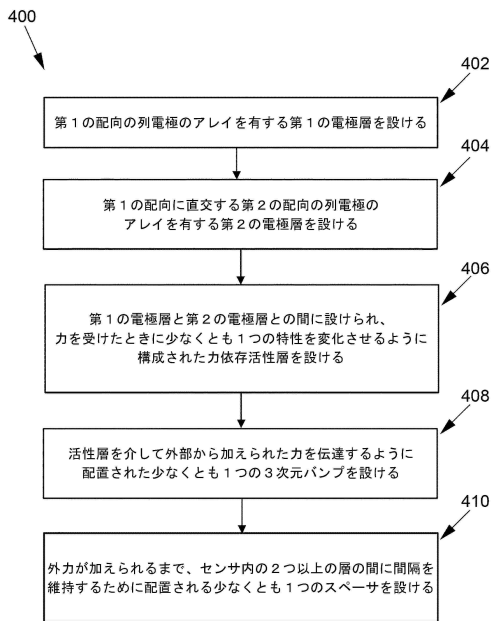 400
402
第１の配向の列電極のアレイを有する第１の電極層を設ける
404
第１の配向に直交する第２の配向の列電極の
アレイを有する第２の電極層を設ける
406
第１の電極層と第２の電極層との間に設けられ、
力を受けたときに少なくとも１つの特性を変化させるように
構成された力依存活性層を設ける
408
活性層を介して外部から加えられた力を伝達するように
配置された少なくとも１つの３次元バンプを設ける
410
外力が加えられるまで、センサ内の２つ以上の層の間に間隔を
維持するために配置される少なくとも１つのスペーサを設ける